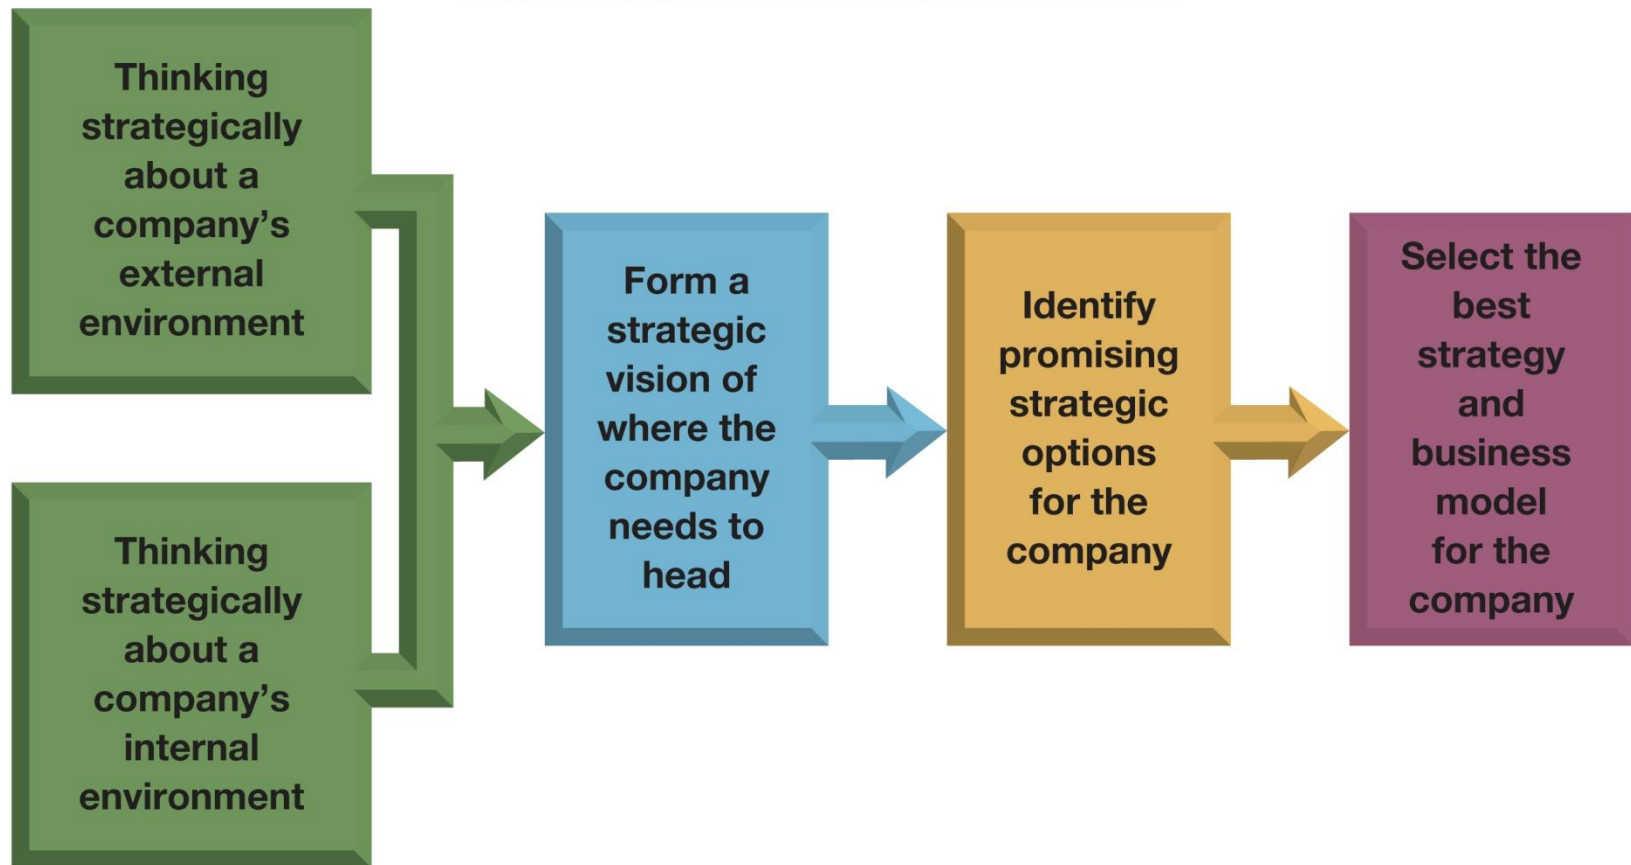 Thinking
strategically
about a
company's
external
environment
Thinking
strategically
about a
company's
internal
environment
Form a
strategic
vision of
where the
company
needs to
head
Identify
promising
strategic
options
for the
company
Select the
best
strategy
and
business
model
for the
company